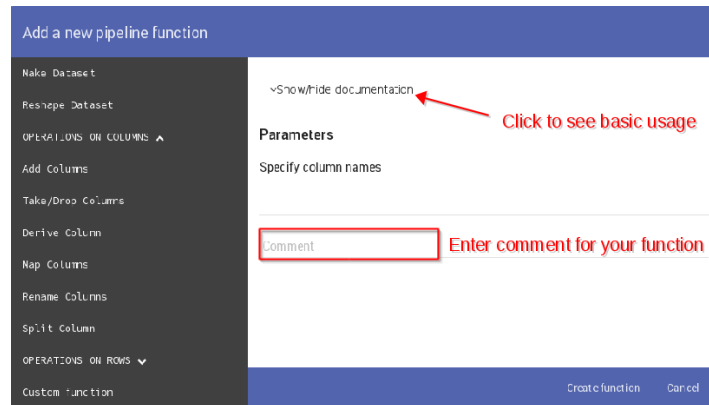 Add a new pipeline function
Make Dataset
Reshape Dataset
OPERATIONS ON COLUMNS
Add Columns
Take/Drop Columns
Derive Column
Map Columns
Rename Columns
Split Column
OPERATIONS ON ROWS
Custom function
Show/hide documentation
Click to see basic usage
Parameters
Specify column names
Comment
Enter comment for your function
Create function
Cancel